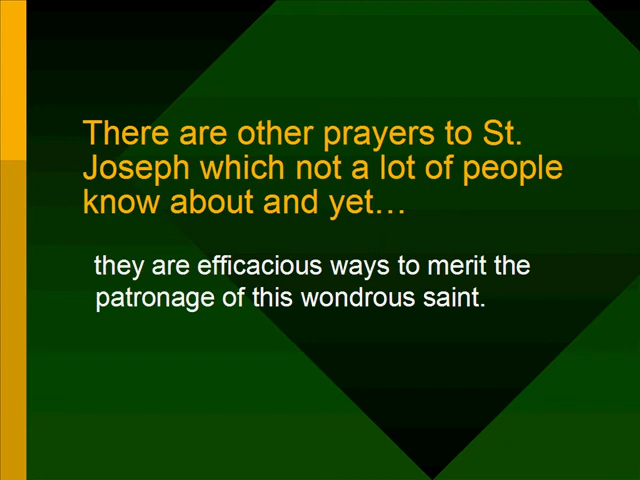 There are other prayers to St.
Joseph which not a lot of people
know about and yet…
they are efficacious ways to merit the
patronage of this wondrous saint.